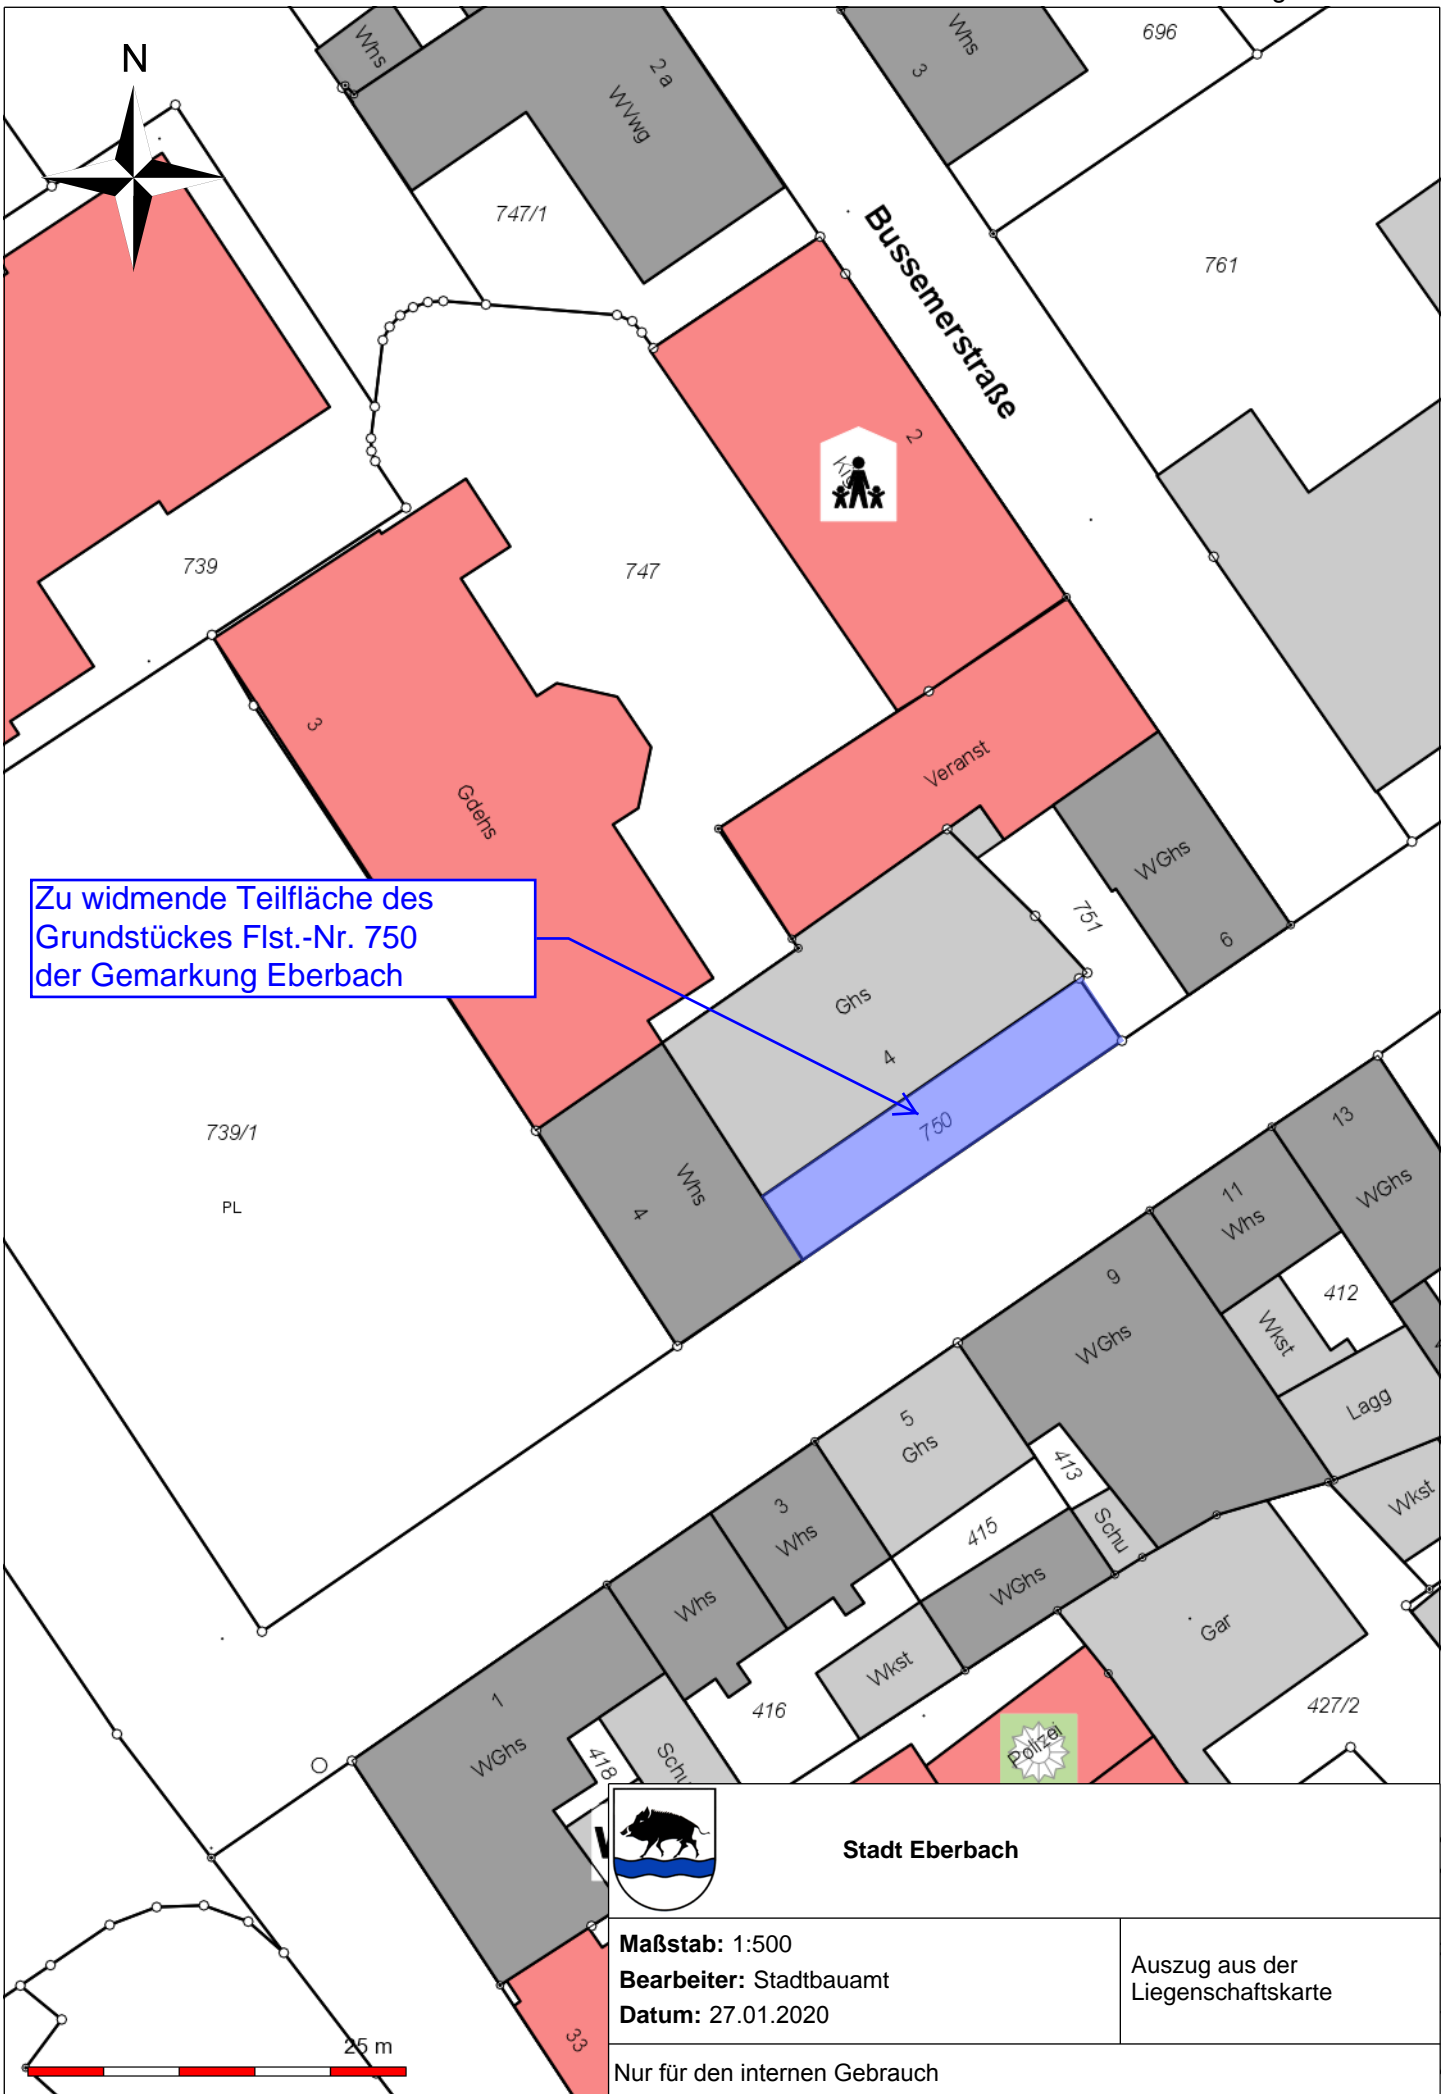 N
Whs
2 a
WVwg
Whs
3
696
747/1
Bussemerstraße
761
2
739
747
3
Gdehs
Veranst
WGhs
751
6
Zu widmende Teilfläche des
Grundstückes Flst.-Nr. 750
der Gemarkung Eberbach
Ghs
4
750
739/1
PL
Whs
4
13
WGhs
11
Whs
412
9
WGhs
Wkst
Lagg
5
Ghs
413
Wkst
3
Whs
415
Schu
Whs
WGhs
Gar
Wkst
1
416
427/2
WGhs
418
Schu
Polizei
Stadt Eberbach
Maßstab: 1:500
Bearbeiter: Stadtbauamt
Datum: 27.01.2020
Auszug aus der
Liegenschaftskarte
33
25 m
Nur für den internen Gebrauch